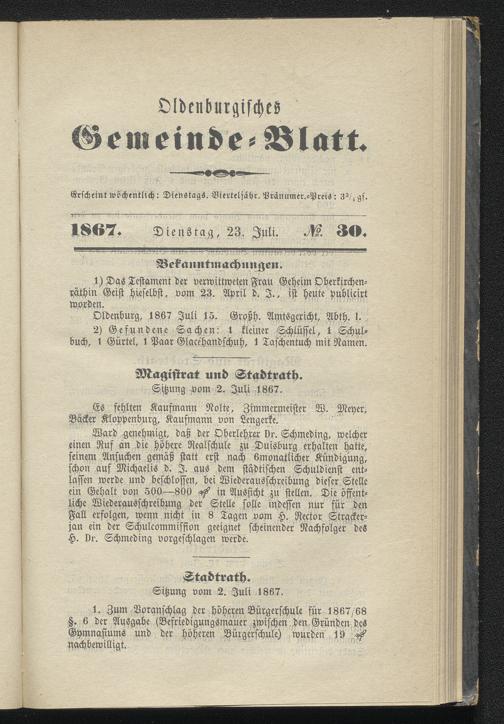 Oldenburgisches
Gemeinde-Blatt.
Erscheint wöchentlich: Dienstags. Vierteljähr. Pränumer.-Preis: 3¾ gs.
1867. Dienstag, 23. Juli. № 30.
Bekanntmachungen.
1) Das Testament der verwittweten Frau Geheim Oberkirchen-
räthin Geist hieselbst, vom 23. April d. J., ist heute publicirt
worden.
Oldenburg, 1867 Juli 15. Großh. Amtsgericht, Abth. I.
2) Gefundene Sachen: 1 kleiner Schlüssel, 1 Schul-
buch, 1 Gürtel, 1 Paar Glacéhandschuh, 1 Taschentuch mit Namen.
Magistrat und Stadtrath.
Sitzung vom 2. Juli 1867.
Es fehlten Kaufmann Nolte, Zimmermeister W. Meyer,
Bäcker Kloppenburg, Kaufmann von Lengerke.
Ward genehmigt, daß der Oberlehrer Dr. Schmeding, welcher
einen Ruf an die höhere Realschule zu Duisburg erhalten hatte,
seinem Ansuchen gemäß statt erst nach 6monatlicher Kündigung,
schon auf Michaelis d. J. aus dem städtischen Schuldienst ent-
lassen werde und beschlossen, bei Wiederausschreibung dieser Stelle
ein Gehalt von 500—800 ₰ in Aussicht zu stellen. Die öffent-
liche Wiederausschreibung der Stelle solle indessen nur für den
Fall erfolgen, wenn nicht in 8 Tagen vom H. Rector Stracker-
jan ein der Schulcommission geeignet scheinender Nachfolger des
H. Dr. Schmeding vorgeschlagen werde.
Stadtrath.
Sitzung vom 2. Juli 1867.
1. Zum Voranschlag der höheren Bürgerschule für 1867/68
§. 6 der Ausgabe (Befriedigungsmauer zwischen den Gründen des
Gymnasiums und der höheren Bürgerschule) wurden 19 ₰
nachbewilligt.